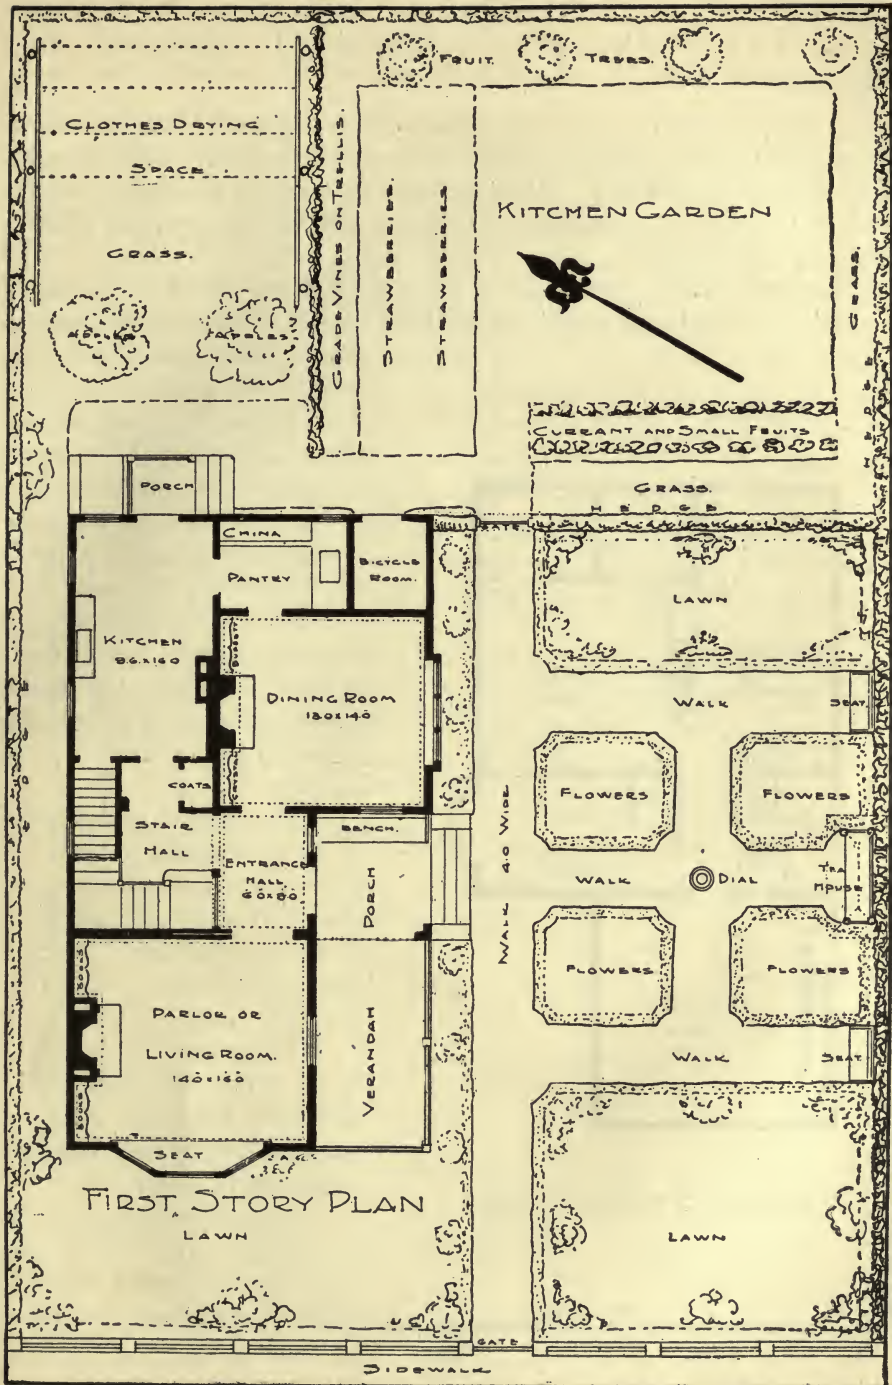 FRUIT TREES.
CLOTHES DRYING
SPACE
GRASS.
APPLES
APPLES
GRAPE VINES ON TRELLIS.
STRAWBERRIES.
STRAWBERRIES
KITCHEN GARDEN
GRASS.
HEDGE
CURRANT AND SMALL FRUITS
GRASS.
HEDGE
GATE
PORCH
CHINA
PANTRY
BICYCLE
ROOM.
LAWN
KITCHEN
9.6 x 16 0
BUFFET
DINING ROOM
13 0 x 14 0
WALK
SEAT.
HEDGE
COATS
FLOWERS
FLOWERS
STAIR
HALL
BENCH.
WALK 4.0 WIDE
ENTRANCE
HALL
6 0 x 8 0
PORCH
WALK
DIAL
TEA
HOUSE
FLOWERS
FLOWERS
BOOKS
PARLOR OR
LIVING ROOM.
14 0 x 16 0
BOOKS
VERANDAH
WALK
SEAT.
SEAT
FIRST STORY PLAN
LAWN
LAWN
GATE
SIDEWALK